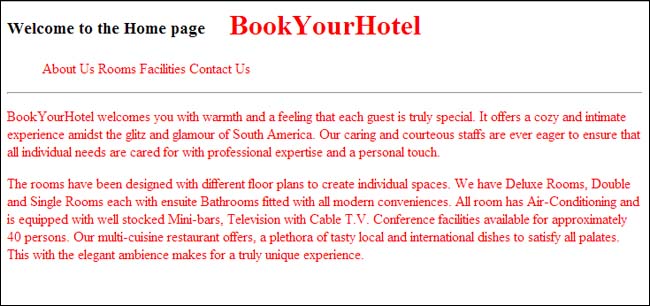 Welcome to the Home page BookYourHotel
About Us Rooms Facilities Contact Us
BookYourHotel welcomes you with warmth and a feeling that each guest is truly special. It offers a cozy and intimate
experience amidst the glitz and glamour of South America. Our caring and courteous staffs are ever eager to ensure that
all individual needs are cared for with professional expertise and a personal touch.
The rooms have been designed with different floor plans to create individual spaces. We have Deluxe Rooms, Double
and Single Rooms each with ensuite Bathrooms fitted with all modern conveniences. All room has Air-Conditioning and
is equipped with well stocked Mini-bars, Television with Cable T.V. Conference facilities available for approximately
40 persons. Our multi-cuisine restaurant offers, a plethora of tasty local and international dishes to satisfy all palates.
This with the elegant ambience makes for a truly unique experience.